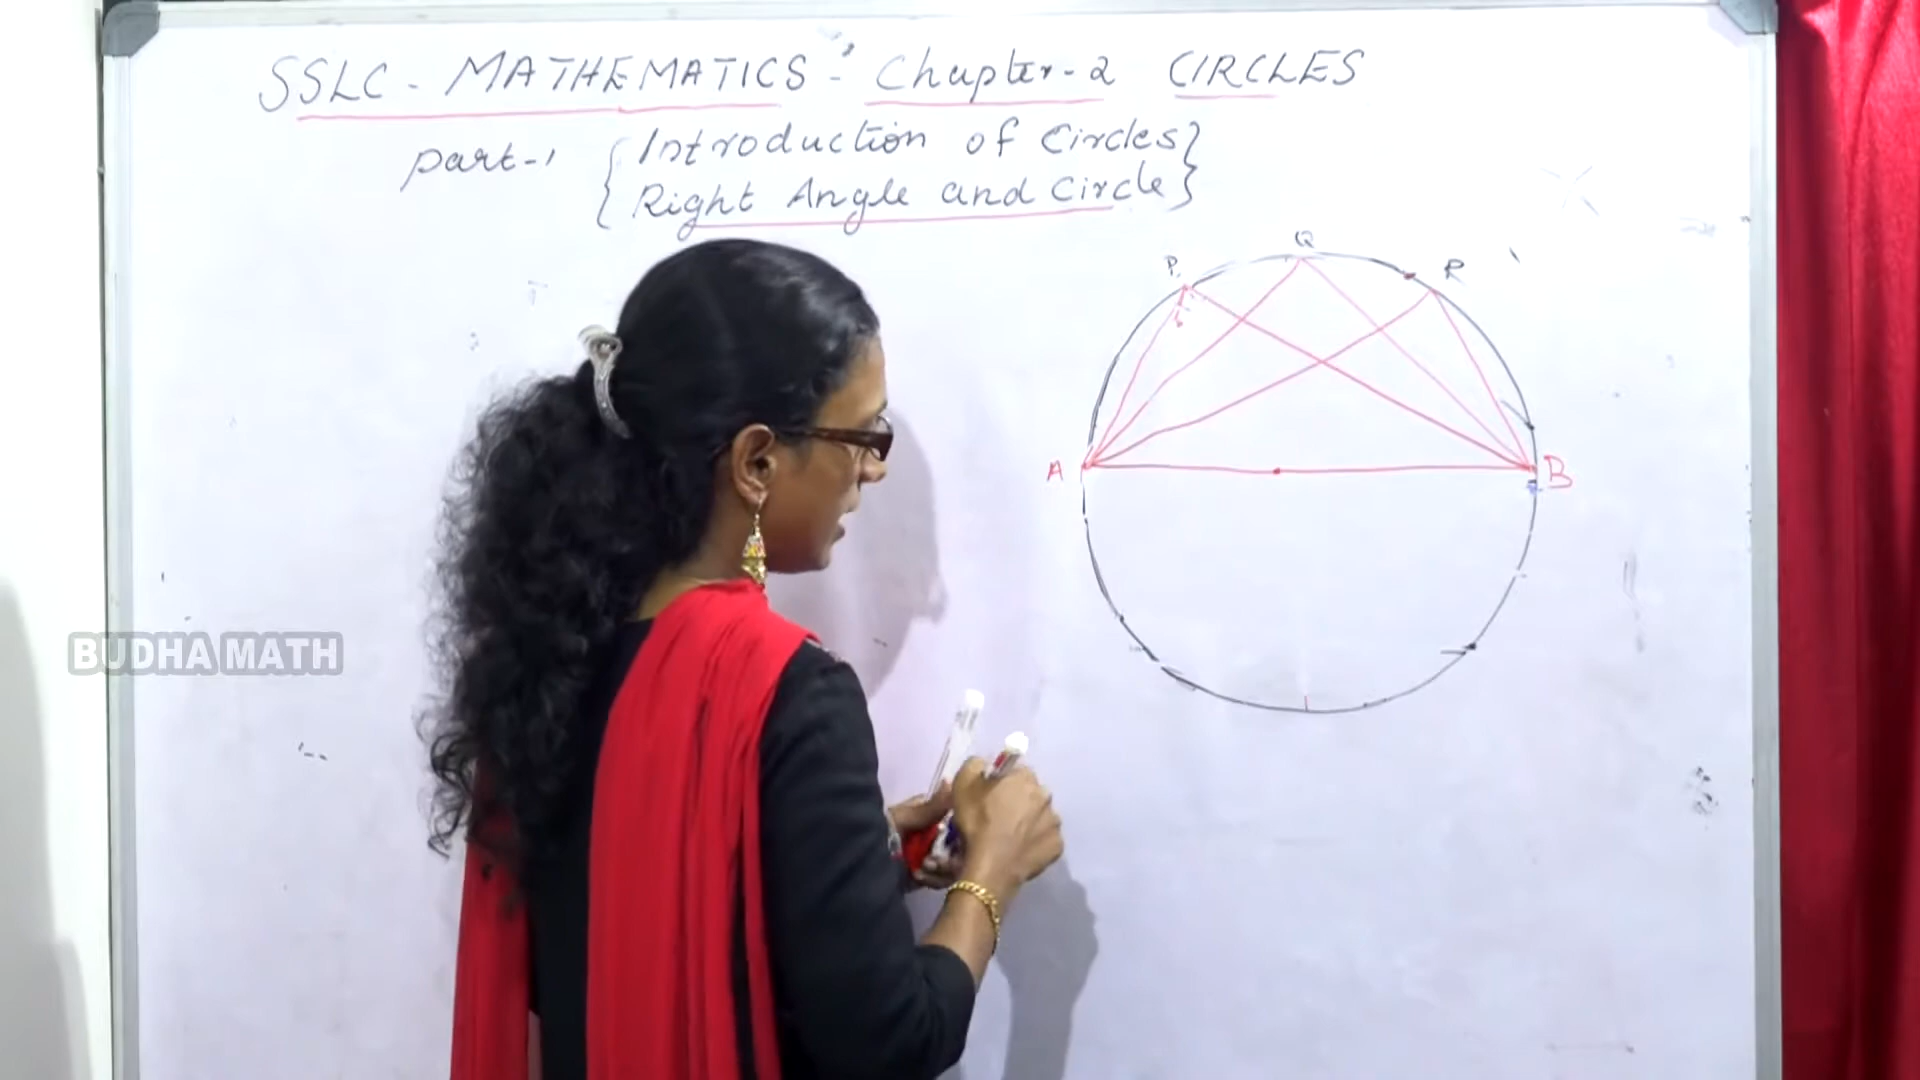 SSLC - MATHEMATICS - Chapter-2 CIRCLES
Part-1 { Introduction of Circles }
{ Right Angle and Circle }
P Q R
A B
BUDHA MATH